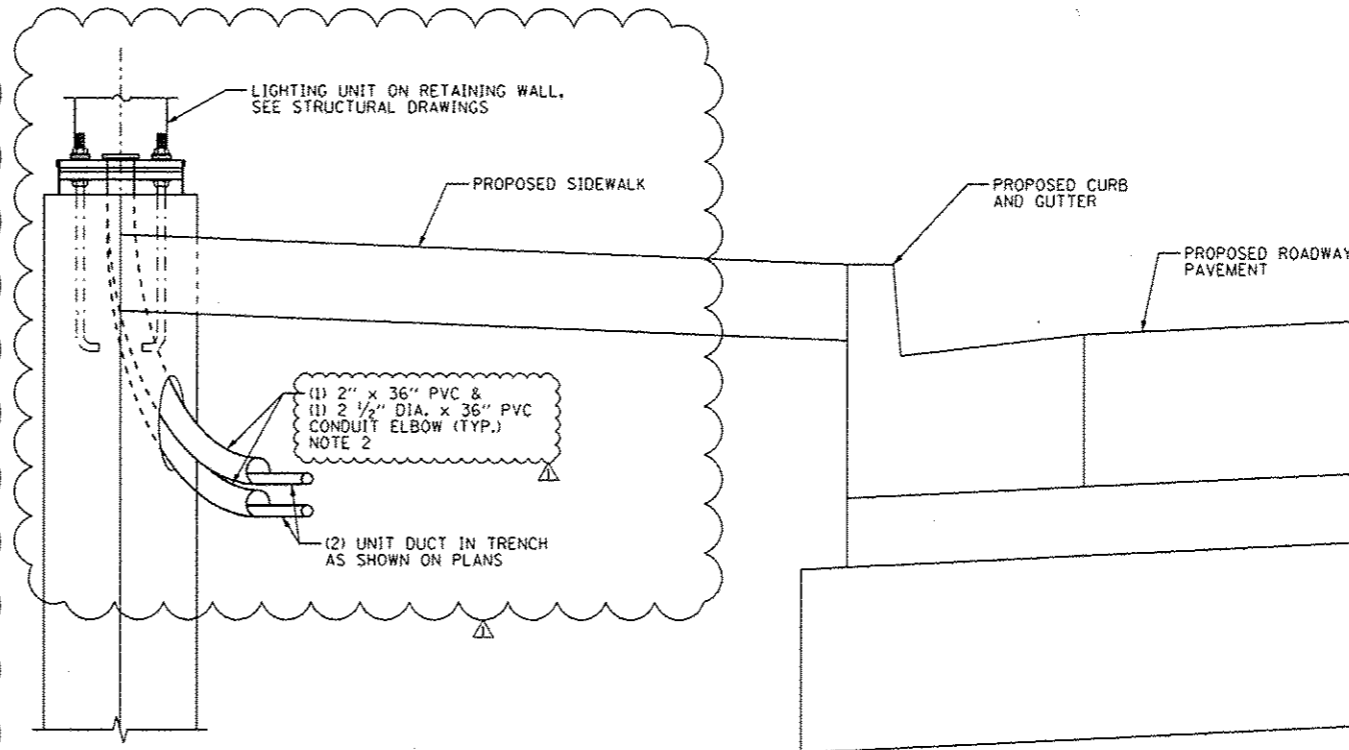 LIGHTING UNIT ON RETAINING WALL,
SEE STRUCTURAL DRAWINGS
PROPOSED SIDEWALK
PROPOSED CURB
AND GUTTER
PROPOSED ROADWAY
PAVEMENT
(1) 2" x 36" PVC &
(1) 2 1/2" DIA. x 36" PVC
CONDUIT ELBOW (TYP.)
NOTE 2
1
(2) UNIT DUCT IN TRENCH
AS SHOWN ON PLANS
1